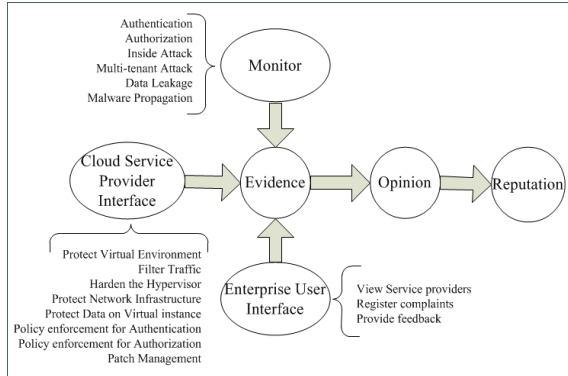 Authentication
Authorization
Inside Attack
Multi-tenant Attack
Data Leakage
Malware Propagation
Monitor
Cloud Service
Provider
Interface
Evidence
Opinion
Reputation
Protect Virtual Environment
Filter Traffic
Harden the Hypervisor
Protect Network Infrastructure
Protect Data on Virtual instance
Policy enforcement for Authentication
Policy enforcement for Authorization
Patch Management
Enterprise User
Interface
View Service providers
Register complaints
Provide feedback